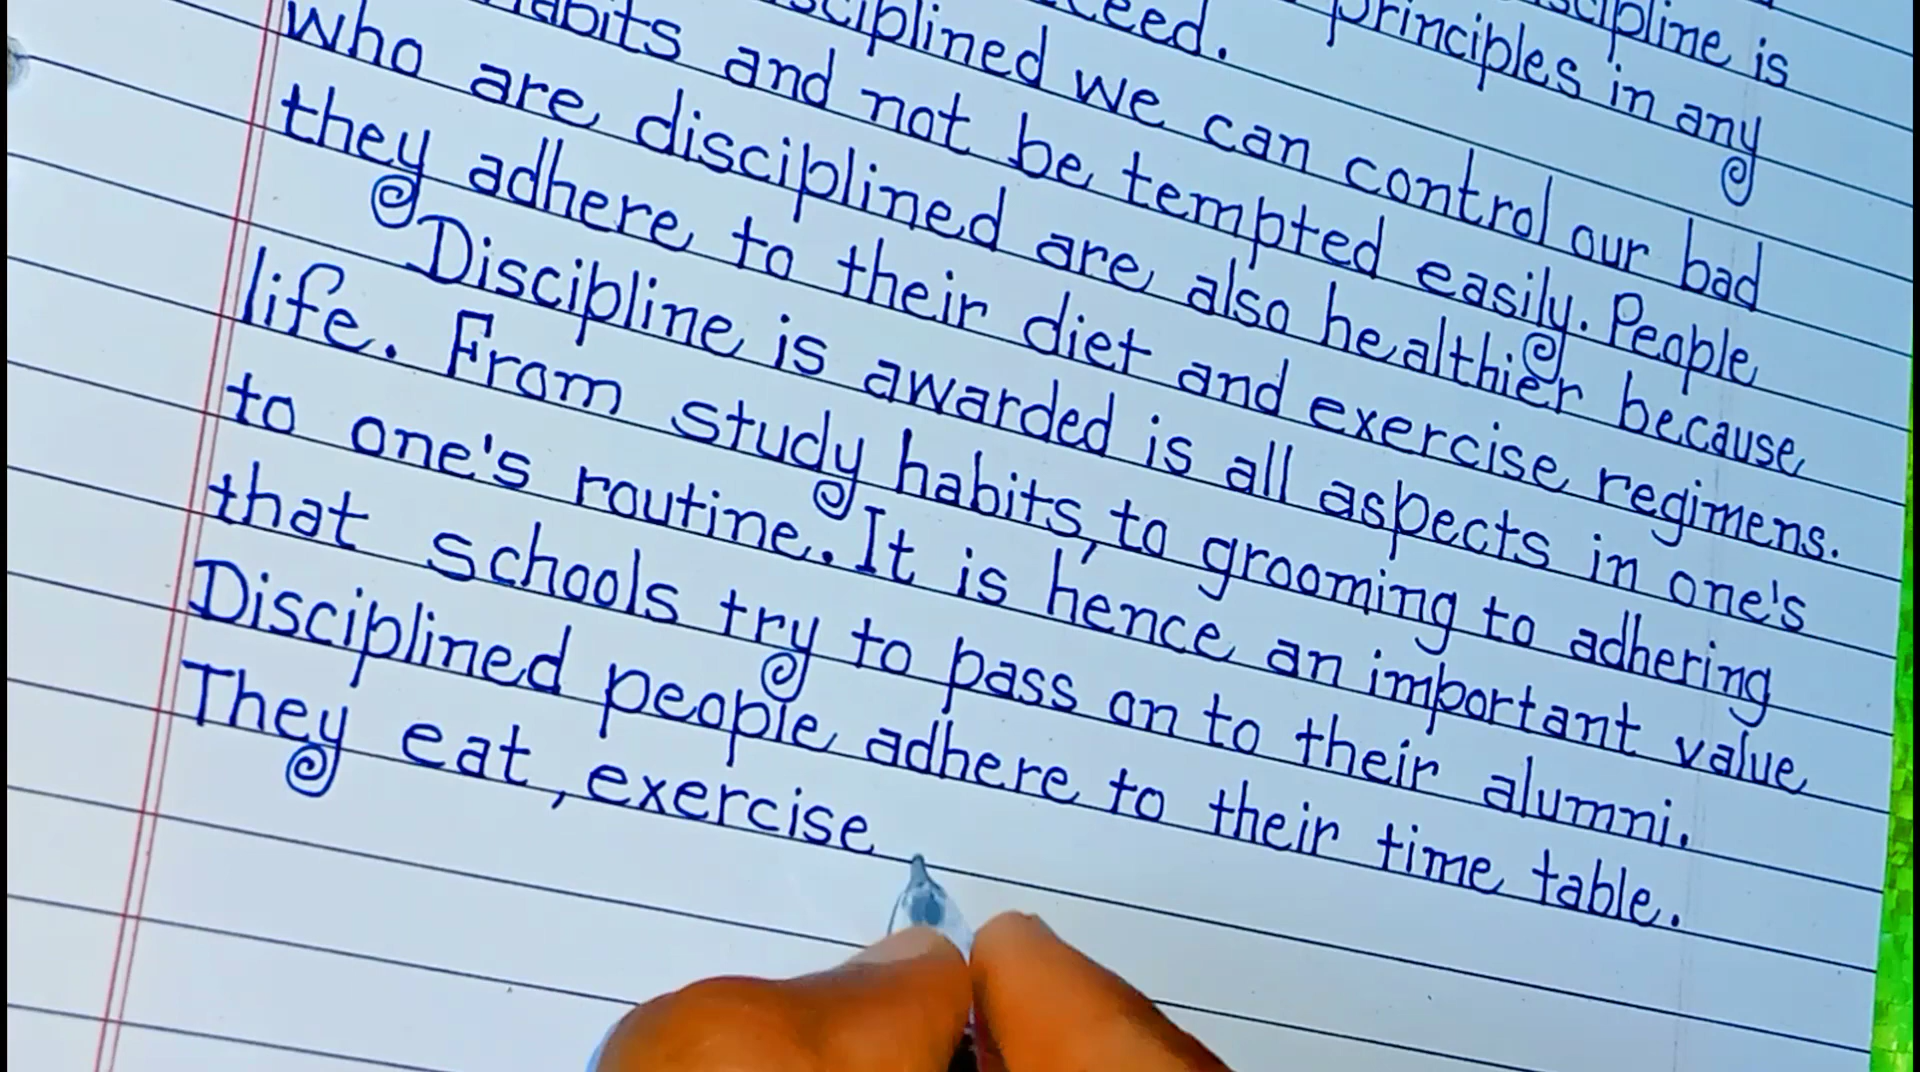 is
principles in any
we can control our bad
habits and not be tempted easily. People
who are disciplined are also healthier because
they adhere to their diet and exercise regimens.
Discipline is awarded is all aspects in one's
life. From study habits, to grooming to adhering
to one's routine. It is hence an important value
that schools try to pass on to their alumni.
Disciplined people adhere to their time table.
They eat, exercise